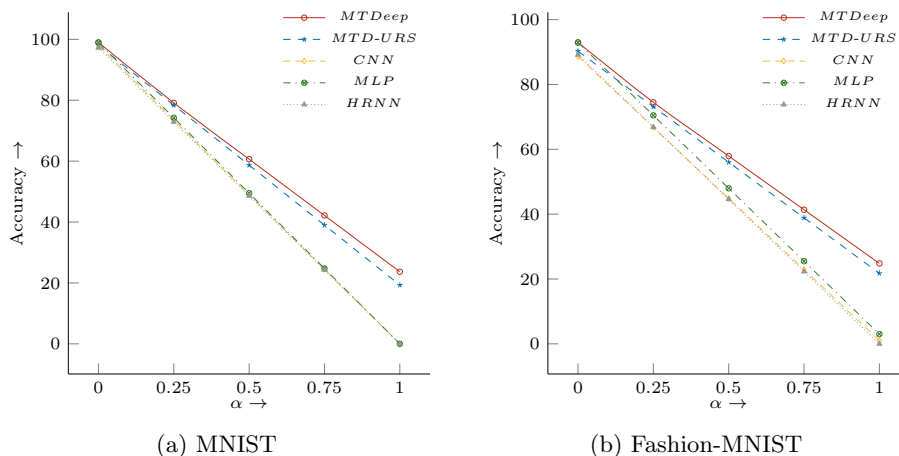 MTDeep
MTD-URS
CNN
MLP
HRNN
100
80
60
40
20
0
Accuracy →
0 0.25 0.5 0.75 1
α →
(a) MNIST
MTDeep
MTD-URS
CNN
MLP
HRNN
100
80
60
40
20
0
Accuracy →
0 0.25 0.5 0.75 1
α →
(b) Fashion-MNIST